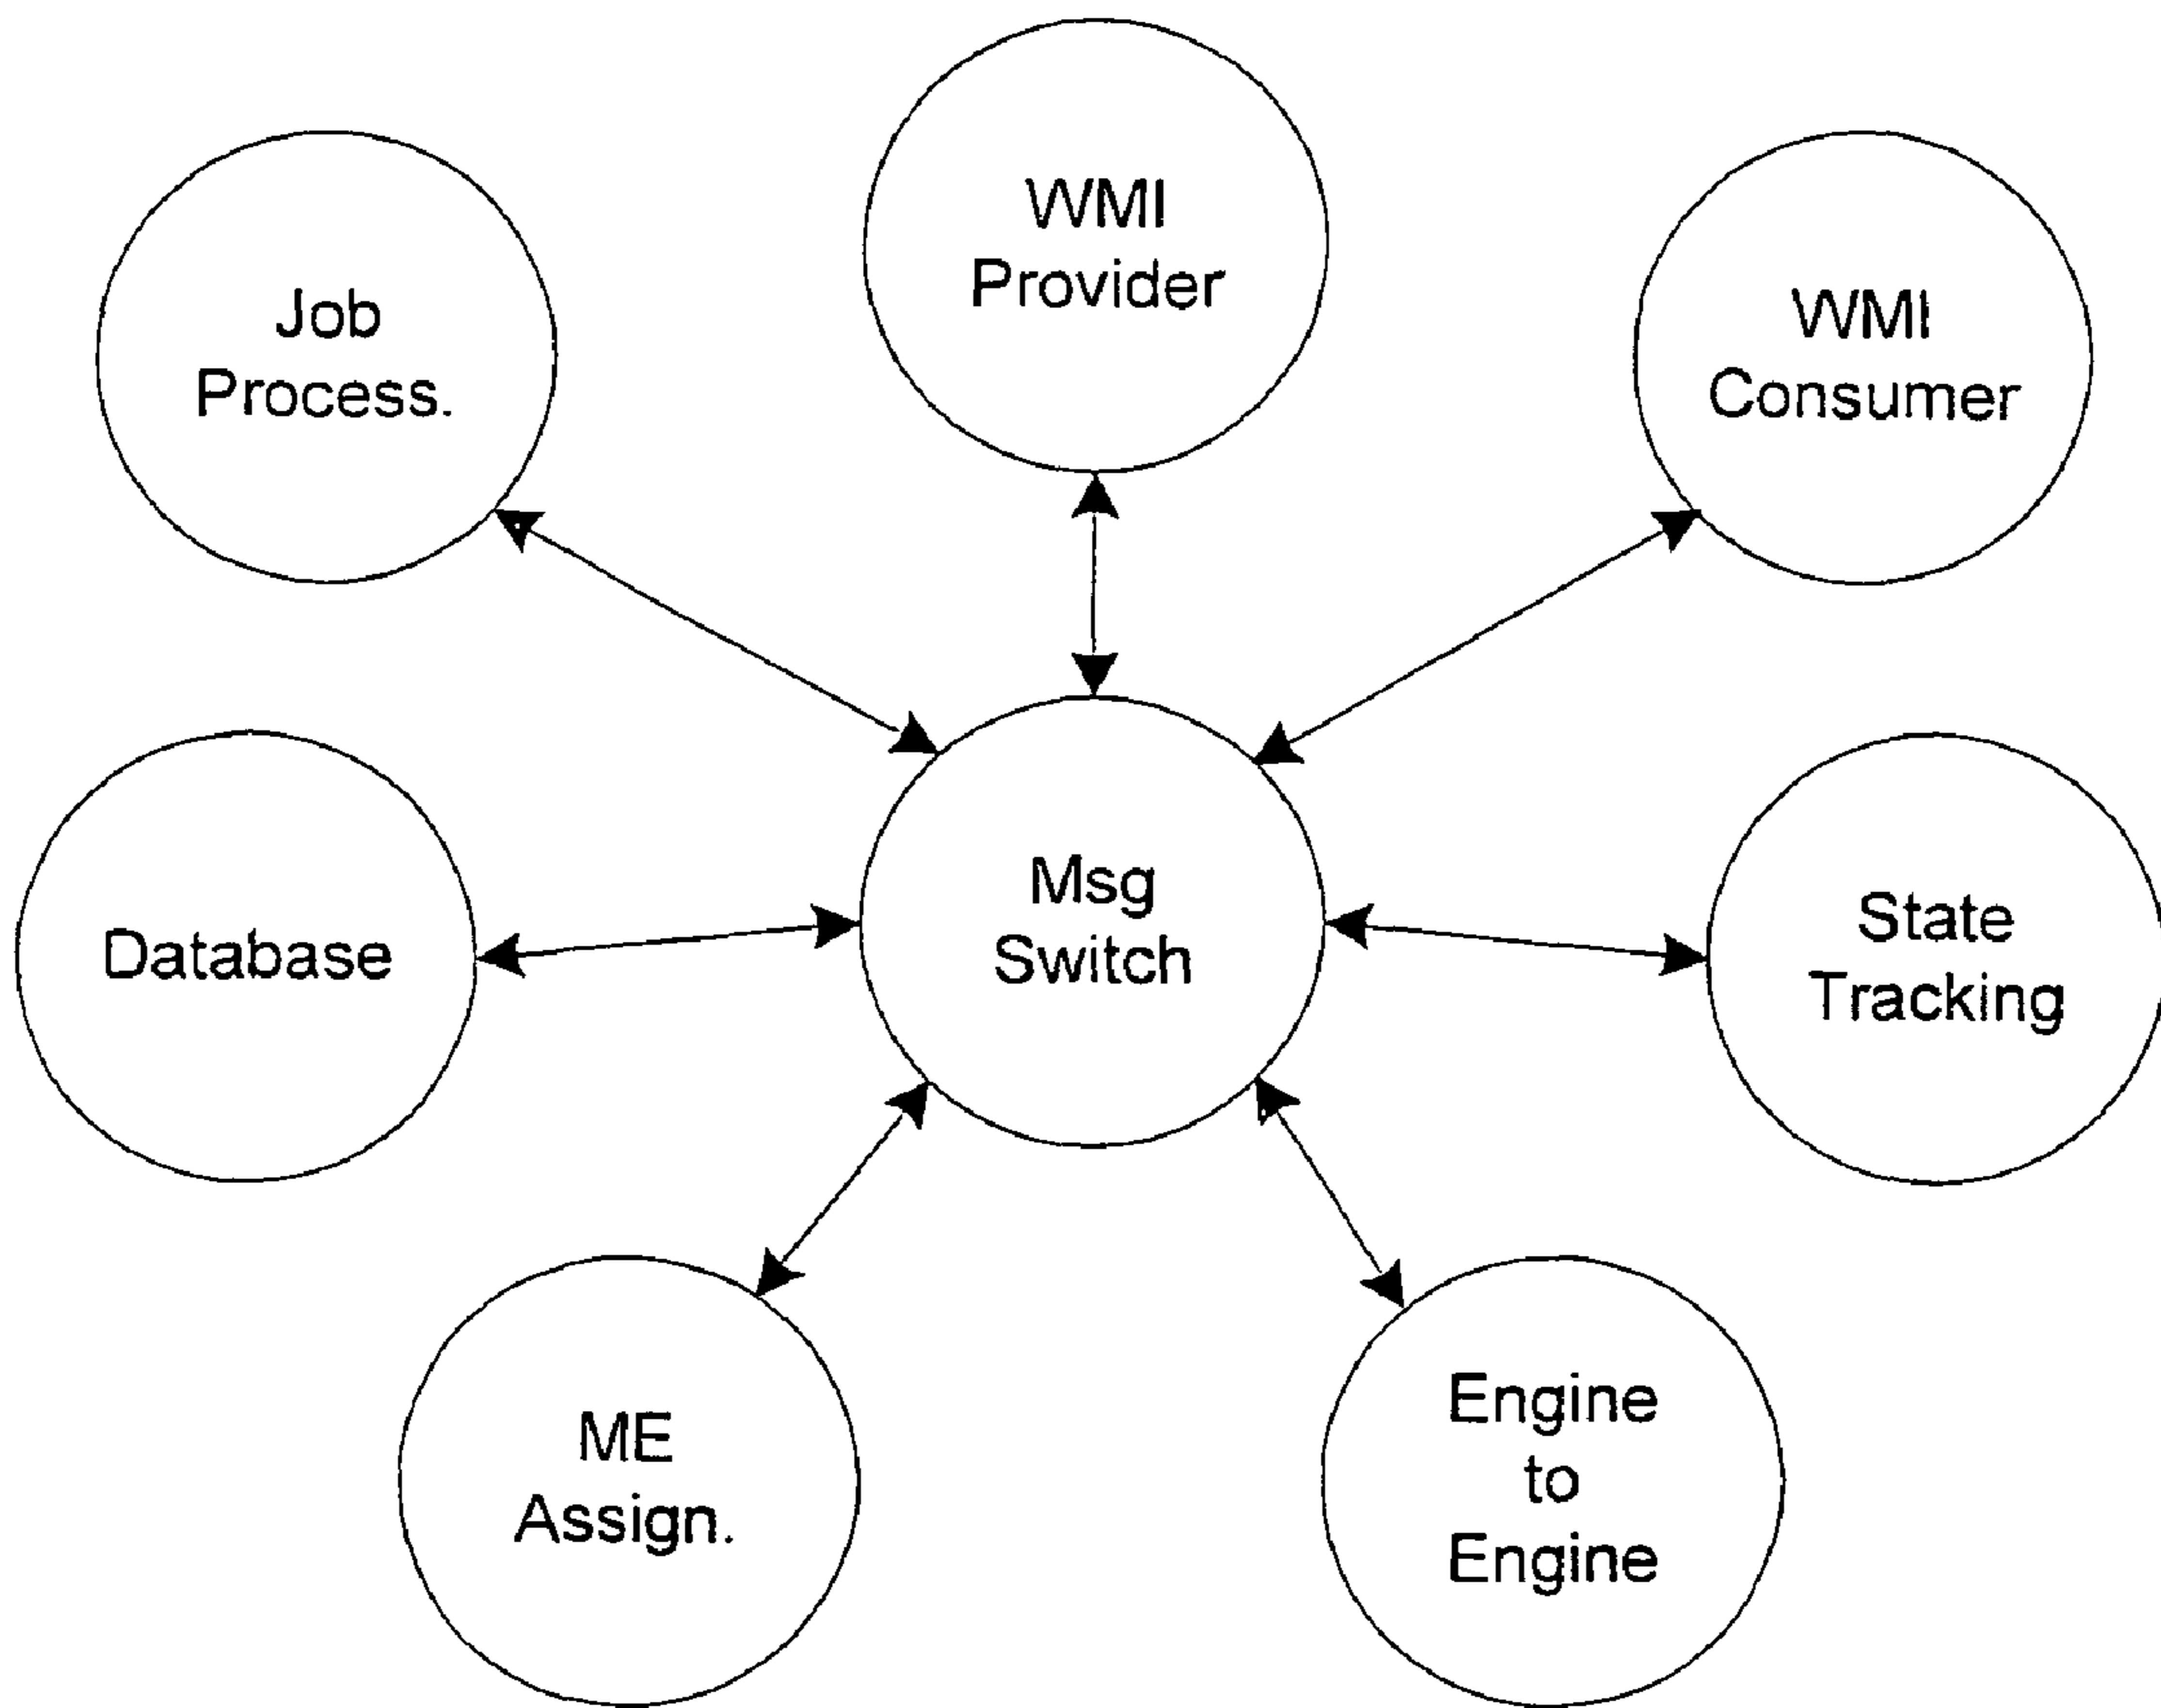 WMI
Provider
Job
Process.
WMI
Consumer
Msg
Switch
Database
State
Tracking
ME
Assign.
Engine
to
Engine